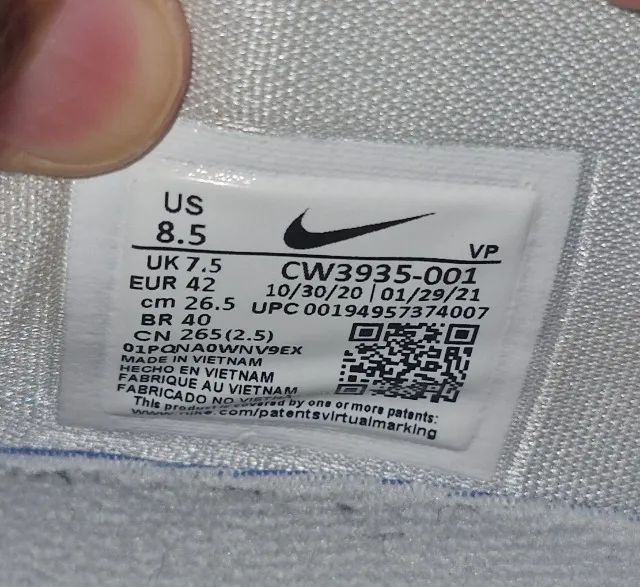 US
8.5
VP
UK 7.5
CW3935-001
EUR 42
10/30/20 | 01/29/21
cm 26.5
UPC 00194957374007
BR 40
CN 265(2.5)
01PQNA0WNV9EX
MADE IN VIETNAM
HECHO EN VIETNAM
FABRIQUE AU VIETNAM
FABRICADO NO VIETNAM
This product is covered by one or more patents:
www.nike.com/patentsvirtualmarking